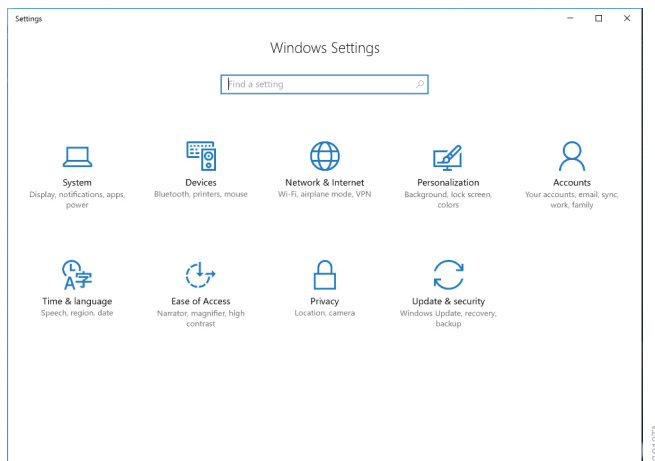 Settings
Windows Settings
Find a setting
System
Display, notifications, apps,
power
Devices
Bluetooth, printers, mouse
Network & Internet
Wi-Fi, airplane mode, VPN
Personalization
Background, lock screen,
colors
Accounts
Your accounts, email, sync,
work, family
Time & language
Speech, region, date
Ease of Access
Narrator, magnifier, high
contrast
Privacy
Location, camera
Update & security
Windows Update, recovery,
backup